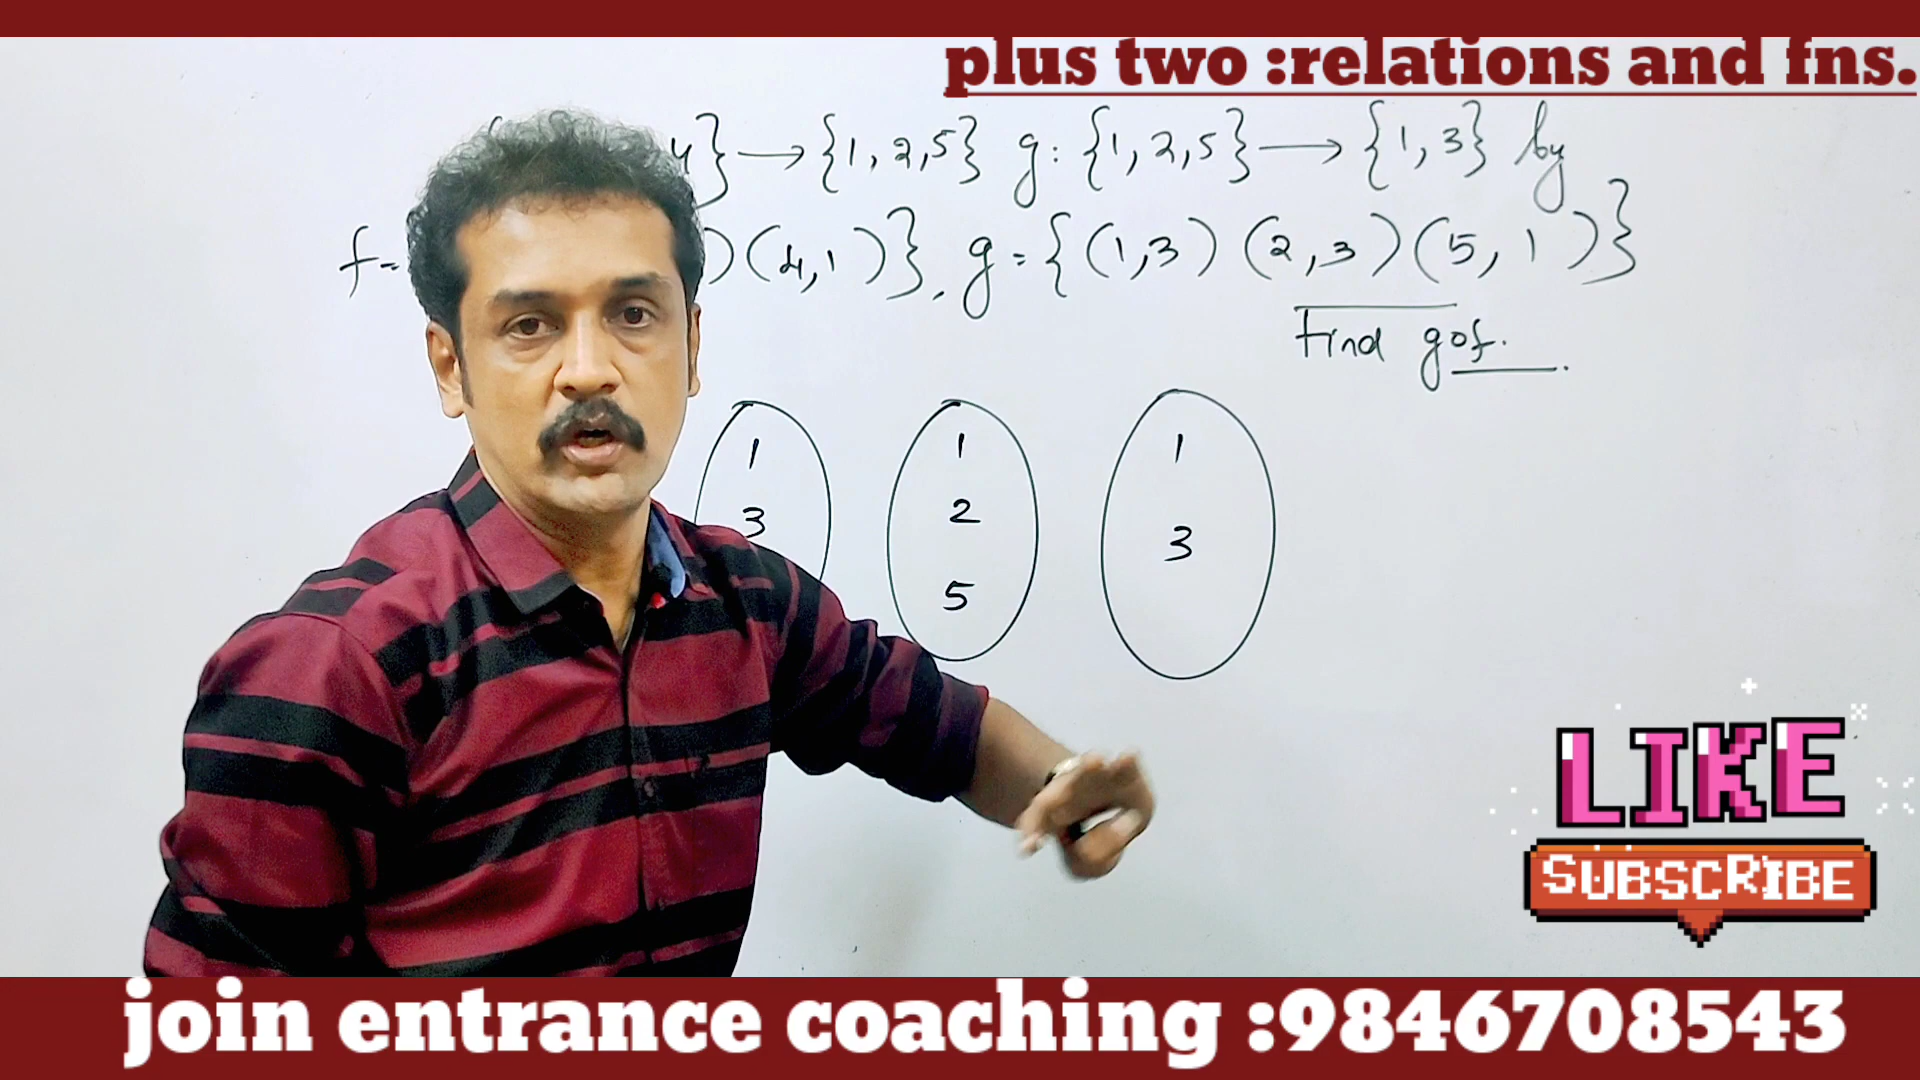 plus two :relations and fns.
4} → {1, 2, 5} g: {1, 2, 5} → {1, 3} by
f= )(4,1)}, g={(1,3) (2,3)(5, 1)}
Find gof.
1 1 1
3 2 3
5
LIKE
SUBSCRIBE
join entrance coaching :9846708543